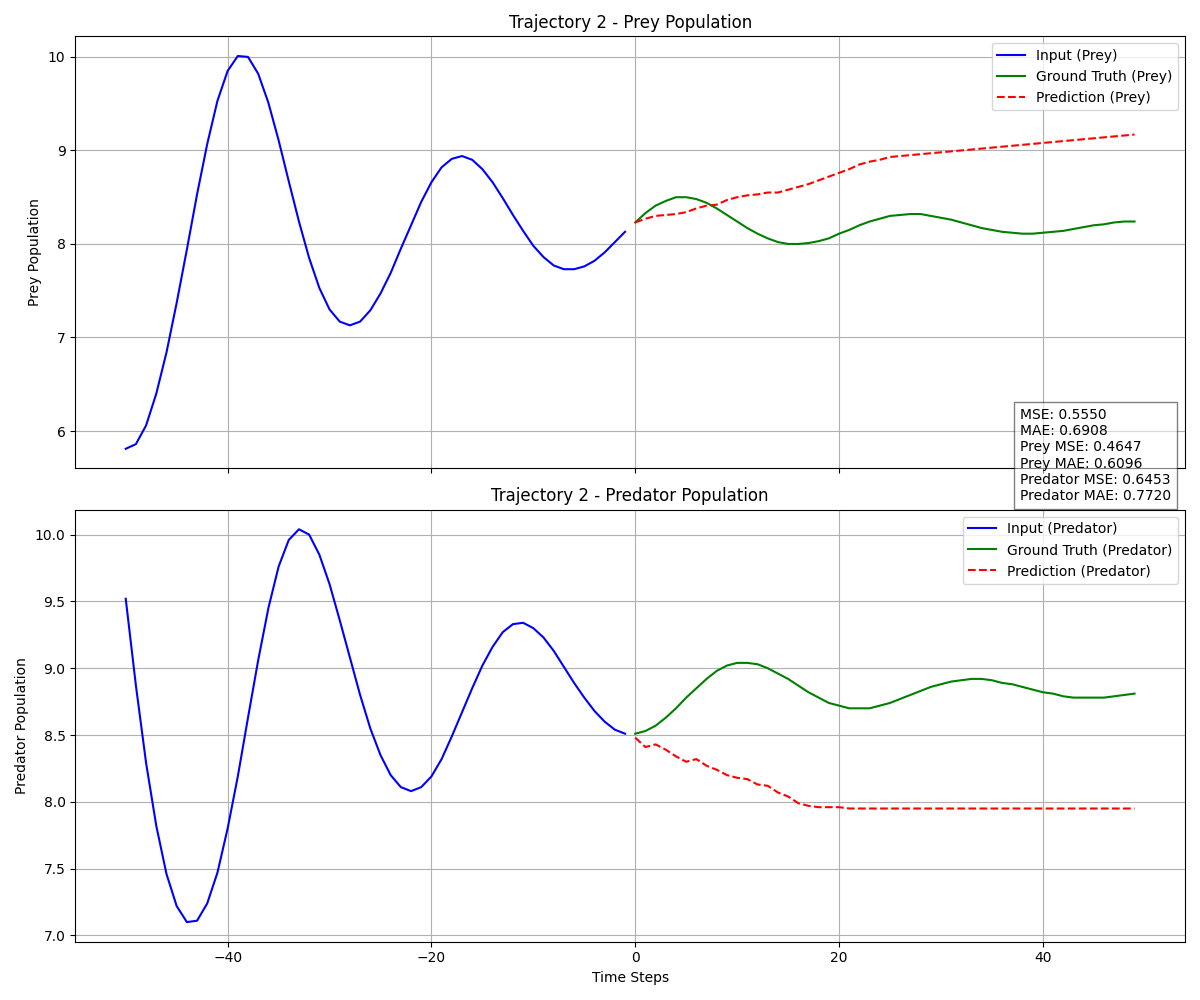 Trajectory 2 - Prey Population
Prey Population
10
9
8
7
6
Input (Prey)
Ground Truth (Prey)
Prediction (Prey)
MSE: 0.5550
MAE: 0.6908
Prey MSE: 0.4647
Prey MAE: 0.6096
Predator MSE: 0.6453
Predator MAE: 0.7720
Trajectory 2 - Predator Population
Predator Population
10.0
9.5
9.0
8.5
8.0
7.5
7.0
Input (Predator)
Ground Truth (Predator)
Prediction (Predator)
−40
−20
0
20
40
Time Steps